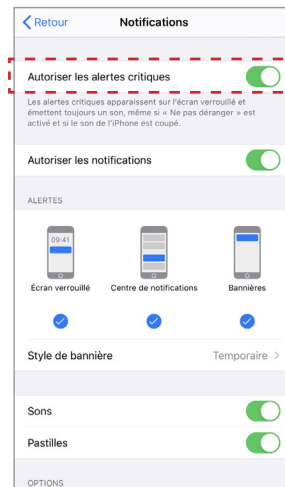 Retour
Notifications
Autoriser les alertes critiques
Les alertes critiques apparaissent sur l'écran
verrouillé et
émettent toujours un son, même si « Ne pas
déranger » est
activé et si le son de l'iPhone est coupé.
Autoriser les notifications
ALERTES
09:41
Écran verrouillé
Centre de notifications
Bannières
Style de bannière
Temporaire
Sons
Pastilles
OPTIONS